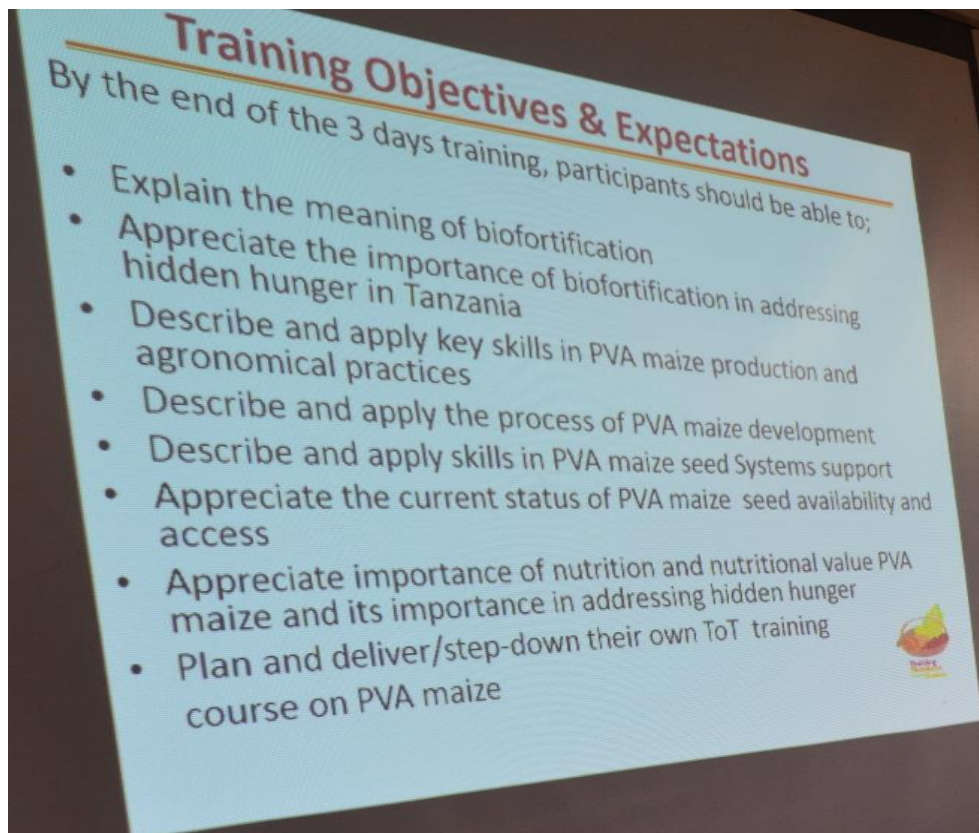 Training Objectives & Expectations
By the end of the 3 days training, participants should be able to;
• Explain the meaning of biofortification
• Appreciate the importance of biofortification in addressing
hidden hunger in Tanzania
• Describe and apply key skills in PVA maize production and
agronomical practices
• Describe and apply the process of PVA maize development
• Describe and apply skills in PVA maize seed Systems support
• Appreciate the current status of PVA maize seed availability and
access
• Appreciate importance of nutrition and nutritional value PVA
maize and its importance in addressing hidden hunger
• Plan and deliver/step-down their own ToT training
course on PVA maize